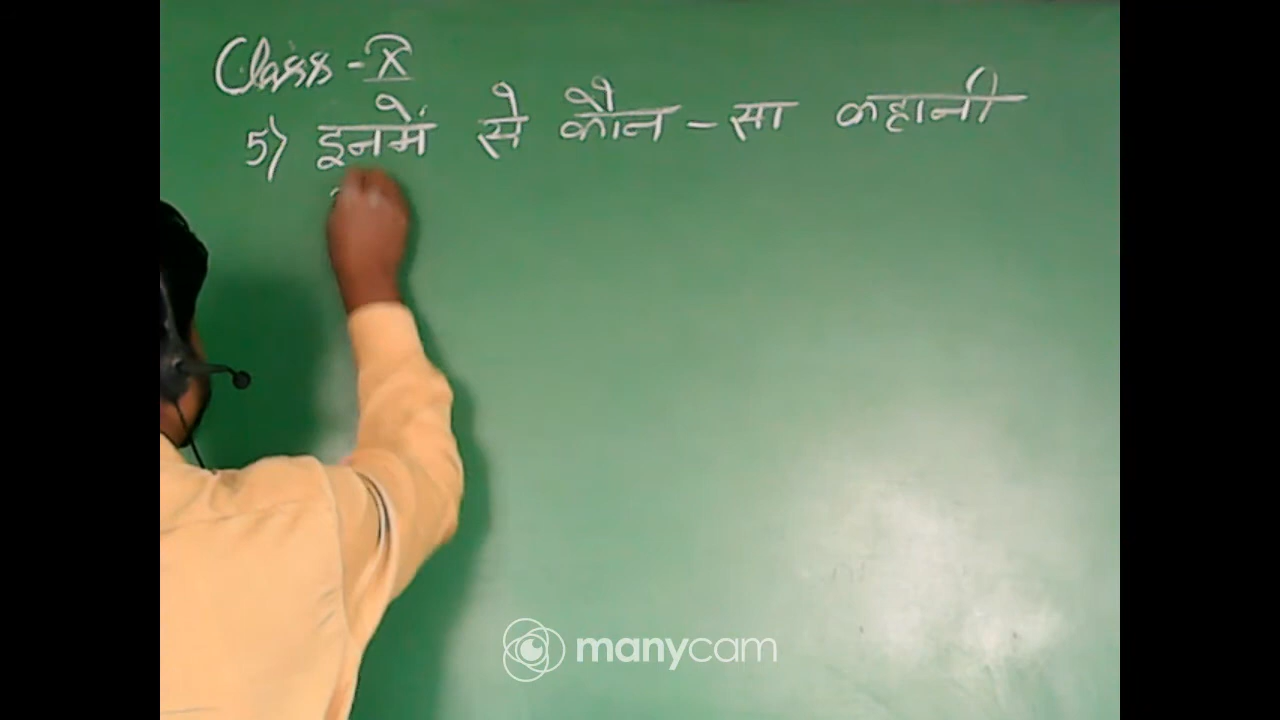 Class - X
5) इनमें से कौन - सा कहानी
manycam